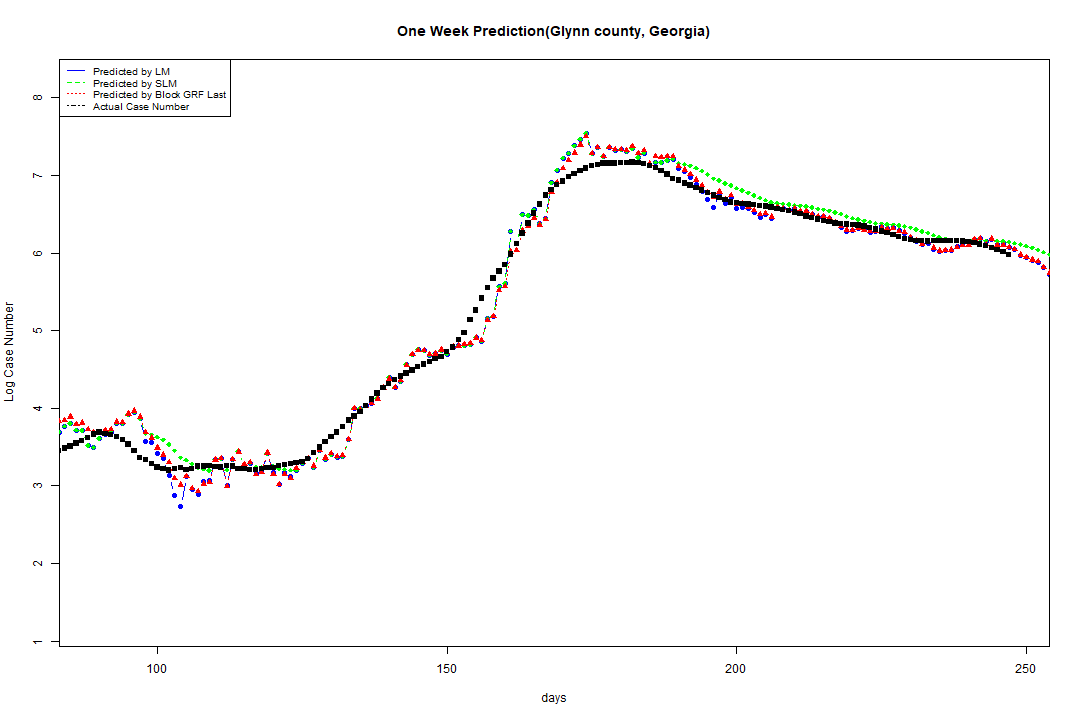 One Week Prediction(Glynn county, Georgia)
Predicted by LM
Predicted by SLM
Predicted by Block GRF Last
Actual Case Number
Log Case Number
8
7
6
5
4
3
2
1
100 150 200 250
days